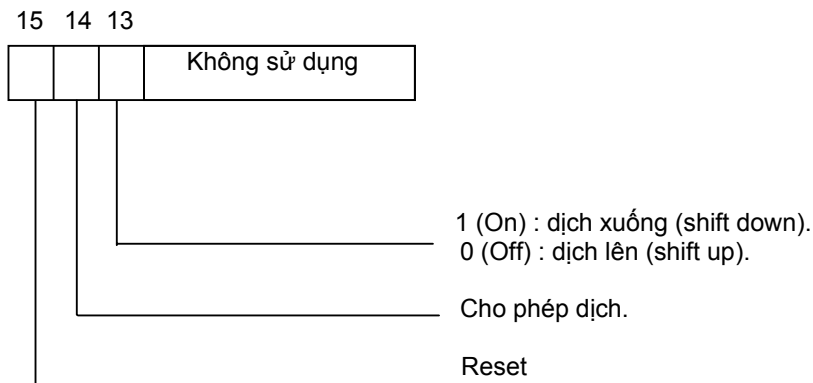 15 14 13
Không sử dụng
1 (On) : dịch xuống (shift down).
0 (Off) : dịch lên (shift up).
Cho phép dịch.
Reset